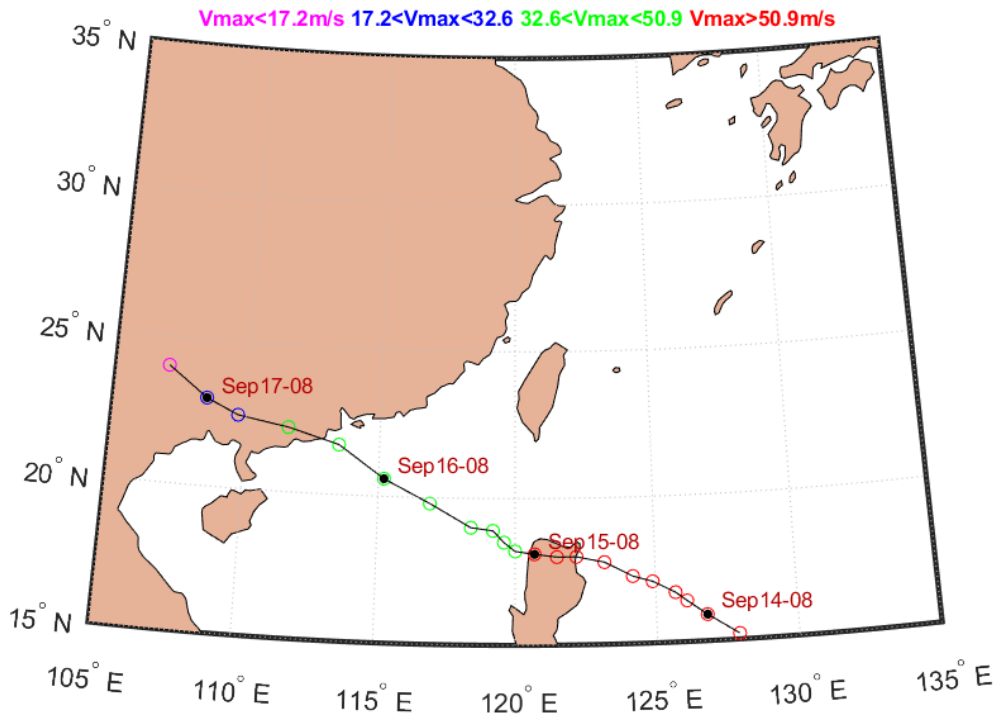 Vmax<17.2m/s 17.2<Vmax<32.6 32.6<Vmax<50.9 Vmax>50.9m/s
35° N
30° N
25° N
Sep17-08
Sep16-08
20° N
Sep15-08
Sep14-08
15° N
105° E 110° E 115° E 120° E 125° E 130° E 135° E